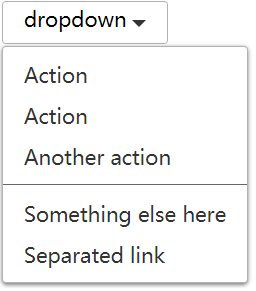 dropdown
Action
Action
Another action
Something else here
Separated link